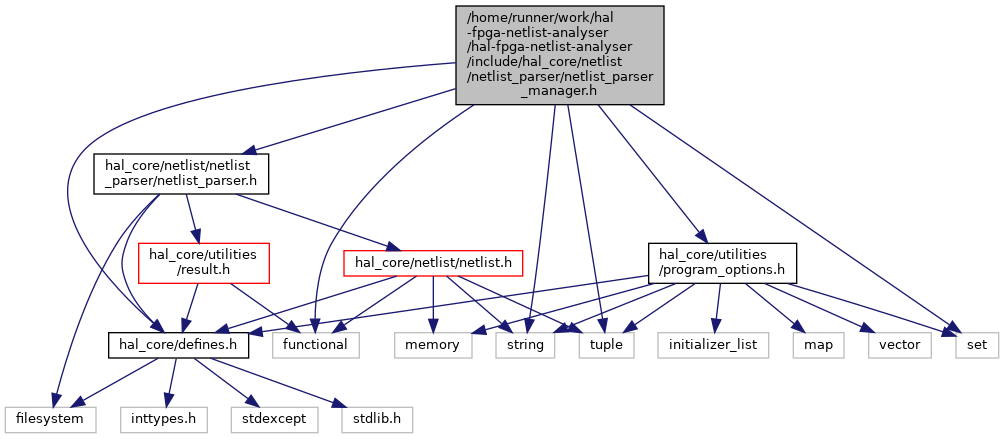 /home/runner/work/hal
-fpga-netlist-analyser
/hal-fpga-netlist-analyser
/include/hal_core/netlist
/netlist_parser/netlist_parser
_manager.h
hal_core/netlist/netlist
_parser/netlist_parser.h
hal_core/utilities
/result.h
hal_core/netlist/netlist.h
hal_core/utilities
/program_options.h
hal_core/defines.h
functional
memory
string
tuple
initializer_list
map
vector
set
filesystem
inttypes.h
stdexcept
stdlib.h